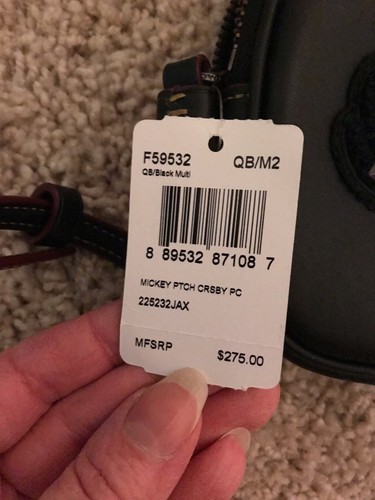 F59532 QB/M2
QB/Black Multi
8 89532 87108 7
MICKEY PTCH CRSBY PC
225232JAX
MFSRP $275.00